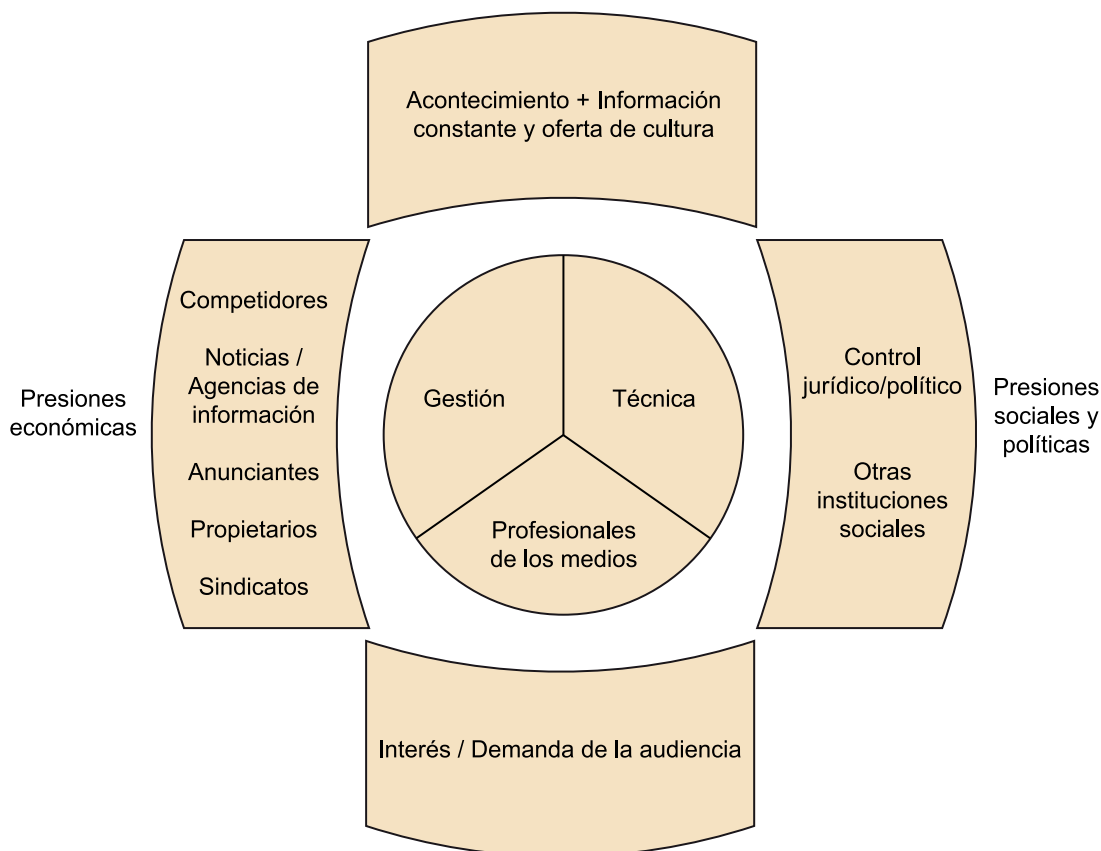 Acontecimiento + Información
constante y oferta de cultura
Presiones
económicas
Competidores
Noticias /
Agencias de
información
Anunciantes
Propietarios
Sindicatos
Gestión
Técnica
Profesionales
de los medios
Control
jurídico/político
Otras
instituciones
sociales
Presiones
sociales y
políticas
Interés / Demanda de la audiencia